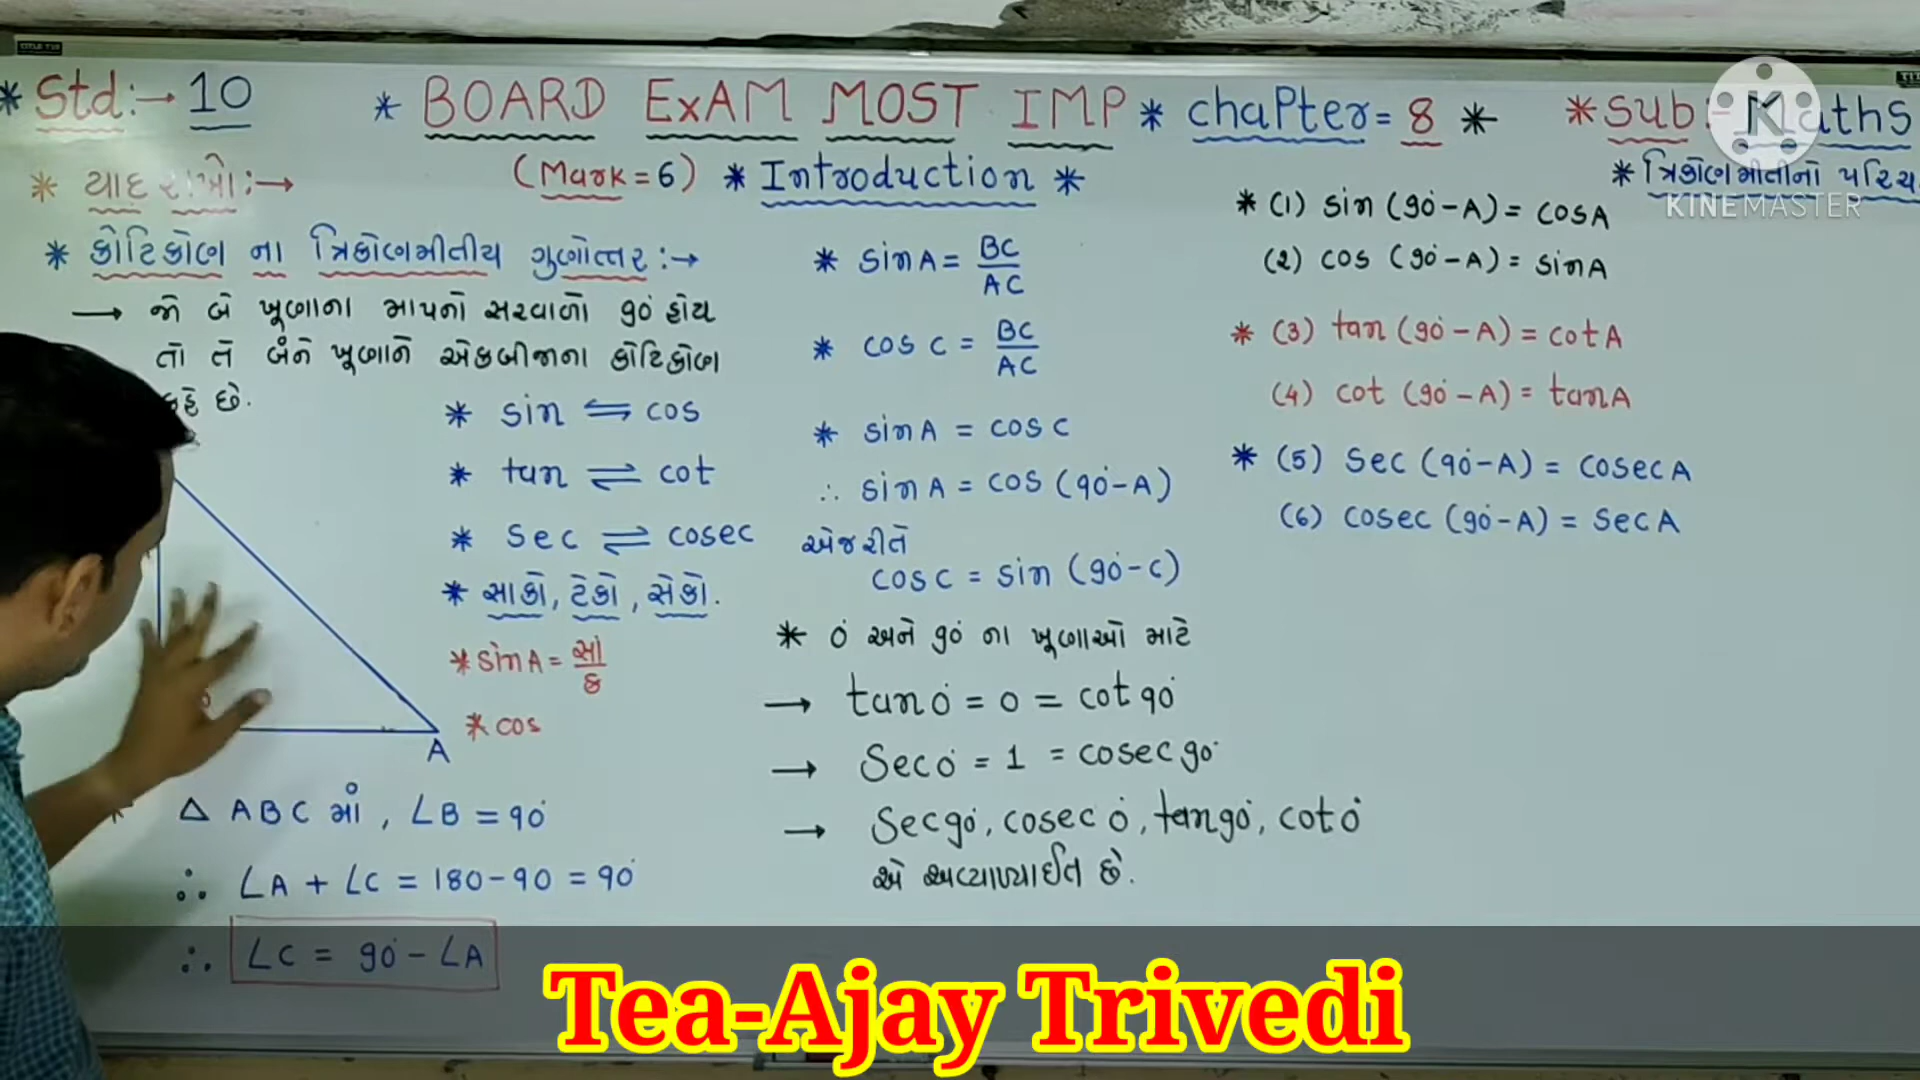 * Std:→ 10
* BOARD EXAM MOST IMP * chaPter = 8 *
* Sub:- Maths
K
KINEMASTER
(Mark = 6) * Introduction *
* ત્રિકોણમીતીનો પરિચય
* યાદ રાખો:→
* કોટિકોણ ના ત્રિકોણમીતીય ગુણોત્તર:→
→ જો બે ખૂણાના માપનો સરવાળો 90° હોય
તો તે બંને ખૂણાને એકબીજાના કોટિકોણ
કહે છે.
* sin ⇌ cos
* tan ⇌ cot
* Sec ⇌ cosec
* સાકો, ટેકો, સેકો.
* sin A = સા/ક
* cos
A
△ ABC માં, ∠B = 90°
∴ ∠A + ∠C = 180 - 90 = 90°
∴ ∠C = 90° - ∠A
* sin A = BC/AC
* cos C = BC/AC
* sin A = cos C
∴ sin A = cos (90° - A)
એજ રીતે
cos C = sin (90° - C)
* 0° અને 90° ના ખૂણાઓ માટે
→ tan 0° = 0 = cot 90°
→ Sec 0° = 1 = cosec 90°
→ Sec 90°, cosec 0°, tan 90°, cot 0°
એ અવ્યાખ્યાઈત છે.
* (1) sin (90° - A) = cos A
(2) cos (90° - A) = sin A
* (3) tan (90° - A) = cot A
(4) cot (90° - A) = tan A
* (5) Sec (90° - A) = cosec A
(6) cosec (90° - A) = Sec A
Tea-Ajay Trivedi